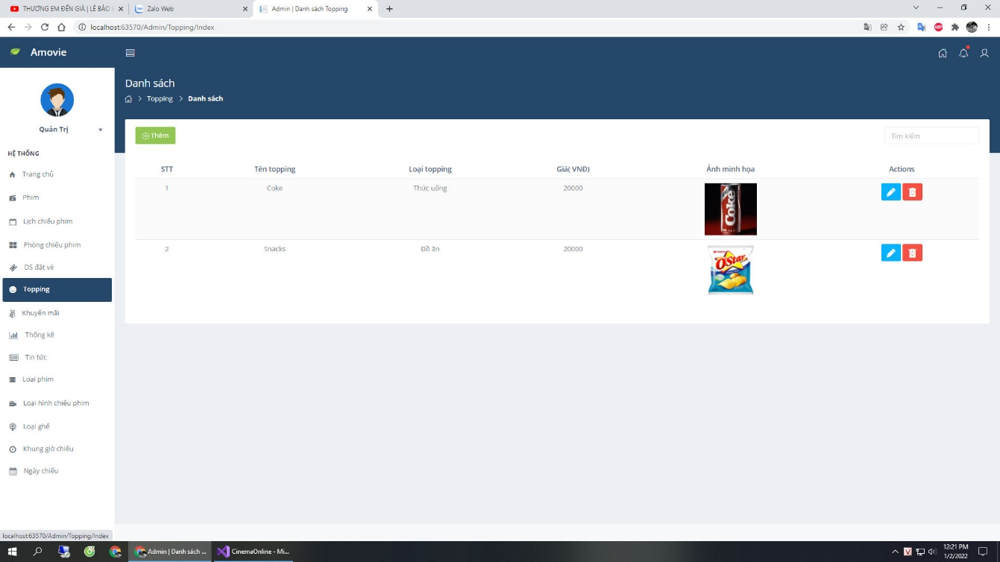 THƯƠNG EM ĐẾN GIÀ | LÊ BẢO
Zalo Web
Admin | Danh sách Topping
localhost:63570/Admin/Topping/Index
Amovie
Quản Trị
HỆ THỐNG
Trang chủ
Phim
Lịch chiếu phim
Phòng chiếu phim
DS đặt vé
Topping
Khuyến mãi
Thống kê
Tin tức
Loại phim
Loại hình chiếu phim
Loại ghế
Khung giờ chiếu
Ngày chiếu
Danh sách
Topping Danh sách
Thêm
Tìm kiếm
STT Tên topping Loại topping Giá( VNĐ) Ảnh minh họa Actions
1 Coke Thức uống 20000
Coke
2 Snacks Đồ ăn 20000
O'Star
localhost:63570/Admin/Topping/Index
Admin | Danh sách ...
CinemaOnline - Mi...
12:21 PM
1/2/2022